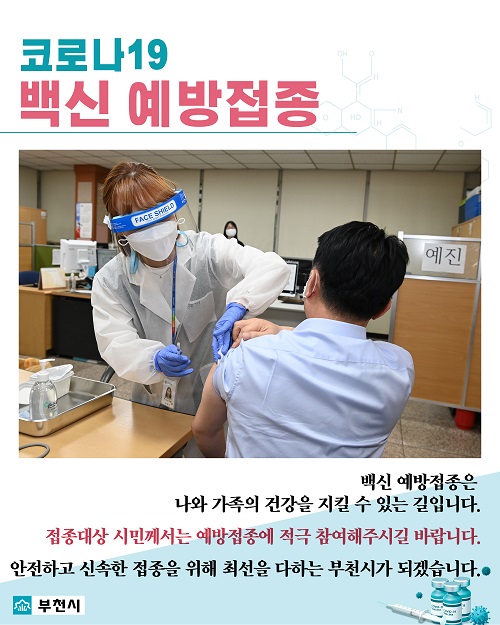 코로나19
백신 예방접종
FACE SHIELD
예진
백신 예방접종은
나와 가족의 건강을 지킬 수 있는 길입니다.
접종대상 시민께서는 예방접종에 적극 참여해주시길 바랍니다.
안전하고 신속한 접종을 위해 최선을 다하는 부천시가 되겠습니다.
부천시